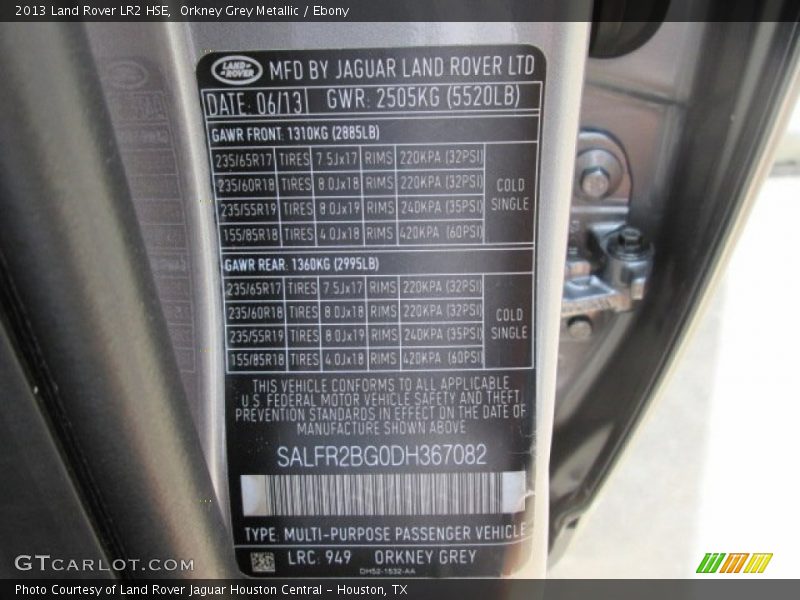 2013 Land Rover LR2 HSE,  Orkney Grey Metallic / Ebony
LAND ROVER MFD BY JAGUAR LAND ROVER LTD
DATE: 06/13 GWR: 2505KG (5520LB)
GAWR FRONT: 1310KG (2885LB)
235/65R17 TIRES 7.5Jx17 RIMS 220KPA (32PSI)
235/60R18 TIRES 8.0Jx18 RIMS 220KPA (32PSI)
235/55R19 TIRES 8.0Jx19 RIMS 240KPA (35PSI)
155/85R18 TIRES 4.0Jx18 RIMS 420KPA (60PSI)
COLD
SINGLE
GAWR REAR: 1360KG (2995LB)
235/65R17 TIRES 7.5Jx17 RIMS 220KPA (32PSI)
235/60R18 TIRES 8.0Jx18 RIMS 220KPA (32PSI)
235/55R19 TIRES 8.0Jx19 RIMS 240KPA (35PSI)
155/85R18 TIRES 4.0Jx18 RIMS 420KPA (60PSI)
COLD
SINGLE
THIS VEHICLE CONFORMS TO ALL APPLICABLE
U.S. FEDERAL MOTOR VEHICLE SAFETY AND THEFT
PREVENTION STANDARDS IN EFFECT ON THE DATE OF
MANUFACTURE SHOWN ABOVE
SALFR2BG0DH367082
TYPE: MULTI-PURPOSE PASSENGER VEHICLE
LRC: 949 ORKNEY GREY
DH52-1532-AA
GTCARLOT.COM
Photo Courtesy of Land Rover Jaguar Houston Central - Houston, TX